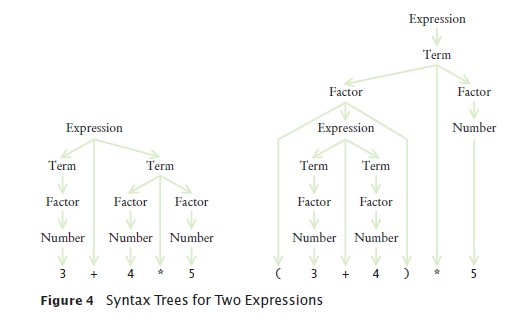 Expression
Term
Factor Factor
Expression Expression Number
Term Term Term Term
Factor Factor Factor Factor Factor
Number Number Number Number Number
3 + 4 * 5 ( 3 + 4 ) * 5
Figure 4 Syntax Trees for Two Expressions